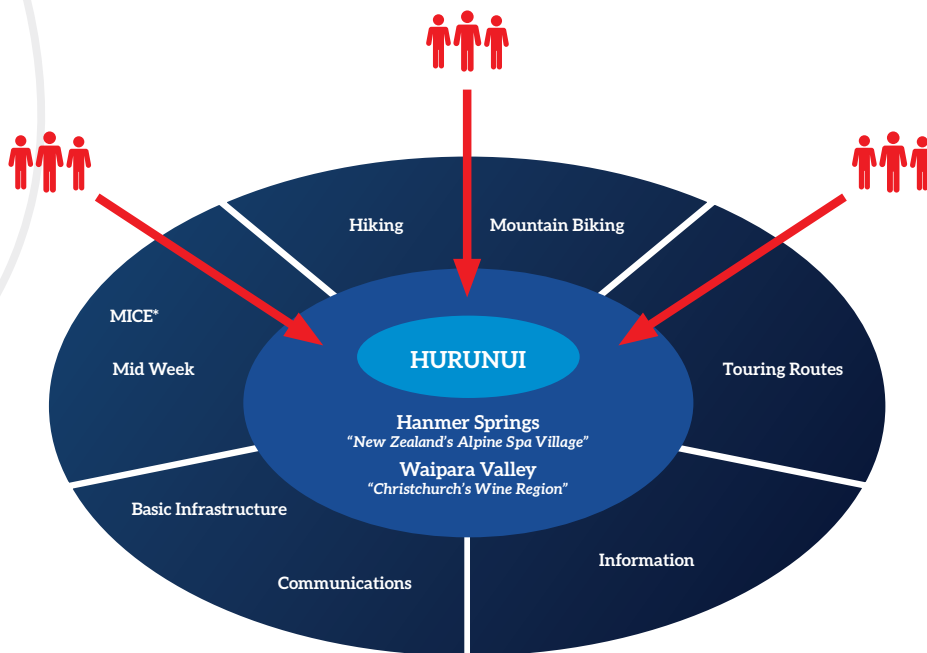 Hiking
Mountain Biking
MICE*
Mid Week
Touring Routes
HURUNUI
Hanmer Springs
“New Zealand’s Alpine Spa Village”
Waipara Valley
“Christchurch’s Wine Region”
Basic Infrastructure
Communications
Information